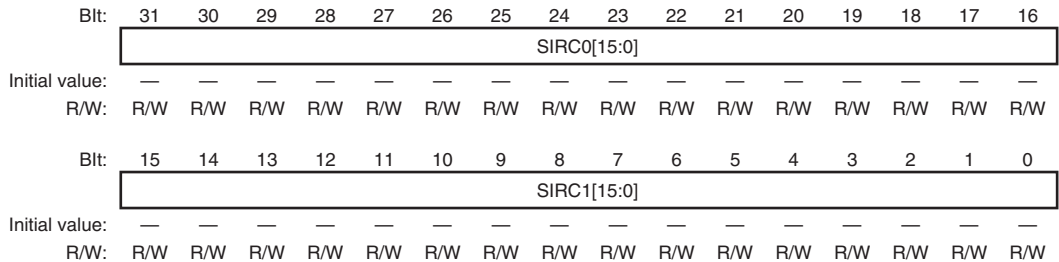 BIt: 31 30 29 28 27 26 25 24 23 22 21 20 19 18 17 16
SIRC0[15:0]
Initial value: — — — — — — — — — — — — — — — —
R/W: R/W R/W R/W R/W R/W R/W R/W R/W R/W R/W R/W R/W R/W R/W R/W R/W
BIt: 15 14 13 12 11 10 9 8 7 6 5 4 3 2 1 0
SIRC1[15:0]
Initial value: — — — — — — — — — — — — — — — —
R/W: R/W R/W R/W R/W R/W R/W R/W R/W R/W R/W R/W R/W R/W R/W R/W R/W